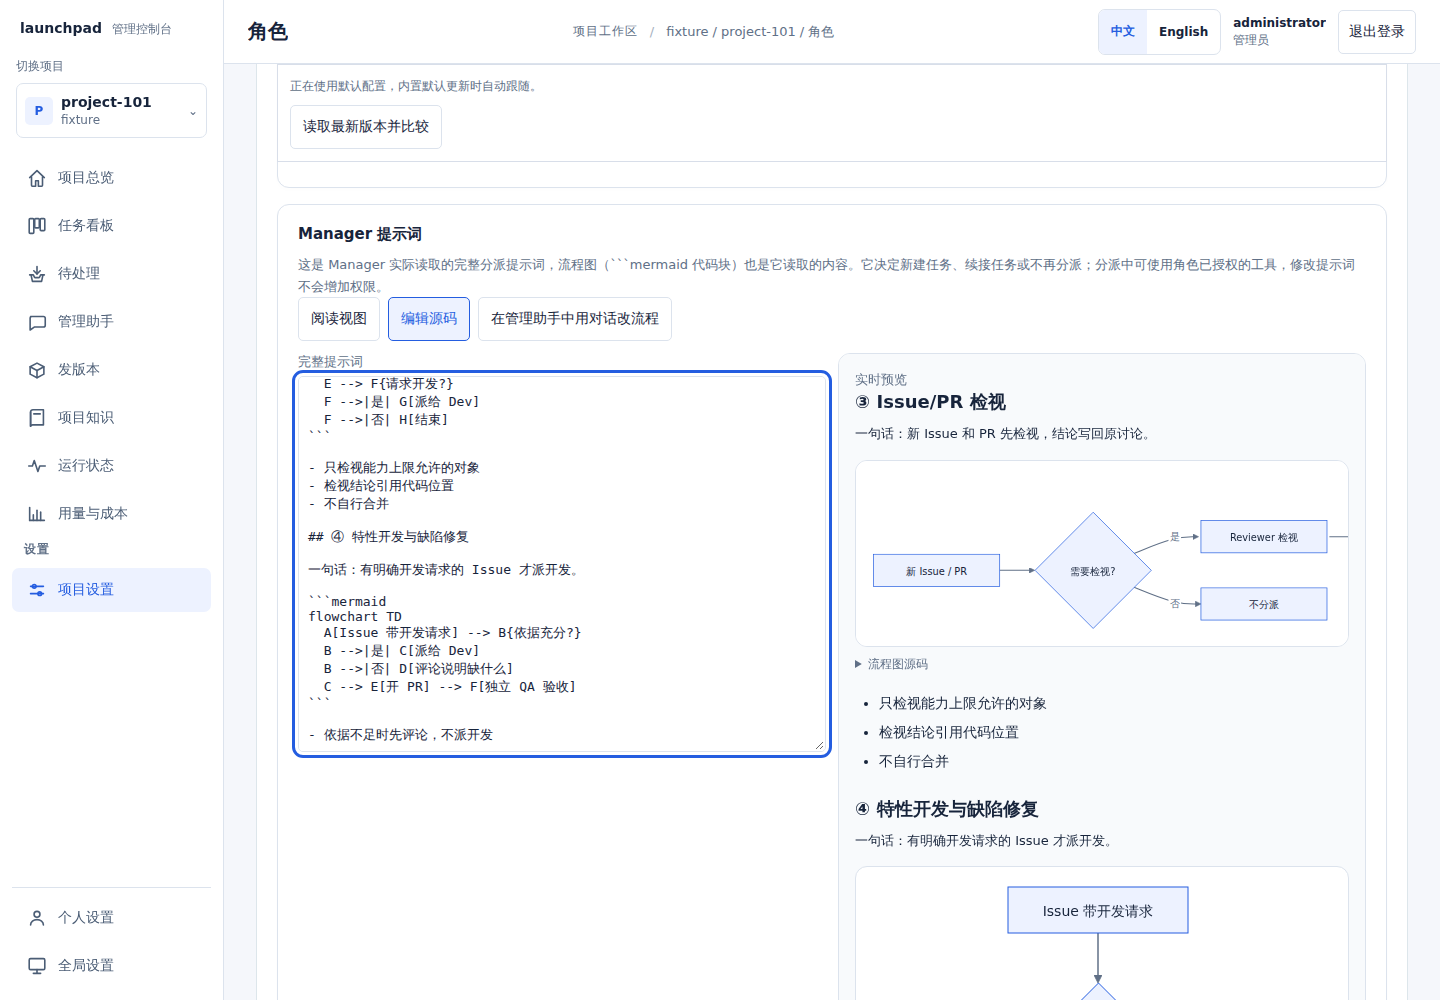 launchpad 管理控制台
切换项目
P
project-101
fixture
项目总览
任务看板
待处理
管理助手
发版本
项目知识
运行状态
用量与成本
设置
项目设置
个人设置
全局设置
角色
项目工作区 / fixture / project-101 / 角色
中文 English
administrator
管理员
退出登录
正在使用默认配置，内置默认更新时自动跟随。
读取最新版本并比较
Manager 提示词
这是 Manager 实际读取的完整分派提示词，流程图（```mermaid 代码块）也是它读取的内容。它决定新建任务、续接任务或不再分派；分派中可使用角色已授权的工具，修改提示词
不会增加权限。
阅读视图 编辑源码 在管理助手中用对话改流程
完整提示词
E --> F{请求开发?}
F -->|是| G[派给 Dev]
F -->|否| H[结束]
```
- 只检视能力上限允许的对象
- 检视结论引用代码位置
- 不自行合并
## ④ 特性开发与缺陷修复
一句话：有明确开发请求的 Issue 才派开发。
```mermaid
flowchart TD
A[Issue 带开发请求] --> B{依据充分?}
B -->|是| C[派给 Dev]
B -->|否| D[评论说明缺什么]
C --> E[开 PR] --> F[独立 QA 验收]
```
- 依据不足时先评论，不派开发
实时预览
③ Issue/PR 检视
一句话：新 Issue 和 PR 先检视，结论写回原讨论。
新 Issue / PR
需要检视?
是
Reviewer 检视
否
不分派
流程图源码
• 只检视能力上限允许的对象
• 检视结论引用代码位置
• 不自行合并
④ 特性开发与缺陷修复
一句话：有明确开发请求的 Issue 才派开发。
Issue 带开发请求